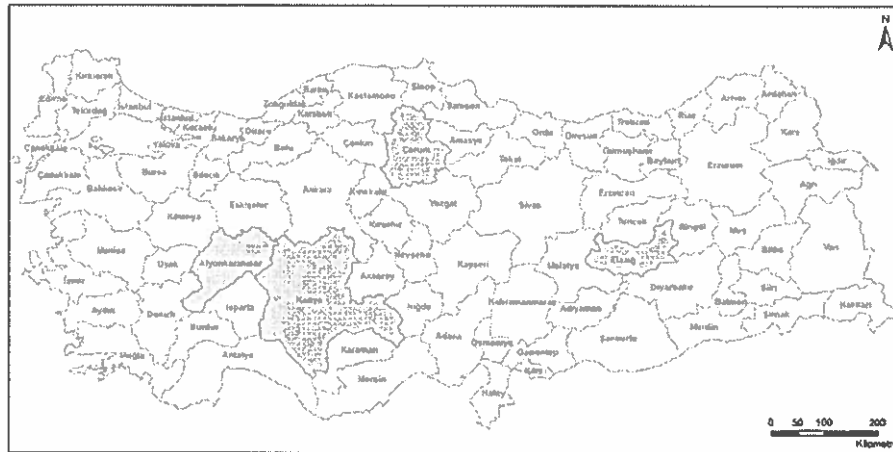 N
Kırklareli
Edirne
Tekirdağ
İstanbul
İstanbul
Kocaeli
Yalova
Sakarya
Düzce
Zonguldak
Bartın
Karabük
Kastamonu
Sinop
Samsun
Çankırı
Çorum
Amasya
Tokat
Ordu
Giresun
Trabzon
Rize
Artvin
Ardahan
Kars
Gümüşhane
Bayburt
Erzurum
Iğdır
Ağrı
Çanakkale
Çanakkale
Balıkesir
Bursa
Bilecik
Bolu
Eskişehir
Ankara
Kırıkkale
Yozgat
Sivas
Erzincan
Tunceli
Bingöl
Muş
Bitlis
Van
Kütahya
Kırşehir
Manisa
Uşak
Afyonkarahisar
Konya
Aksaray
Nevşehir
Kayseri
Malatya
Elazığ
Diyarbakır
Batman
Siirt
Şırnak
Hakkari
İzmir
Aydın
Denizli
Isparta
Burdur
Niğde
Kahramanmaraş
Adıyaman
Mardin
Muğla
Antalya
Karaman
Mersin
Adana
Osmaniye
Gaziantep
Kilis
Şanlıurfa
Hatay
0 50 100 200
Kilometre